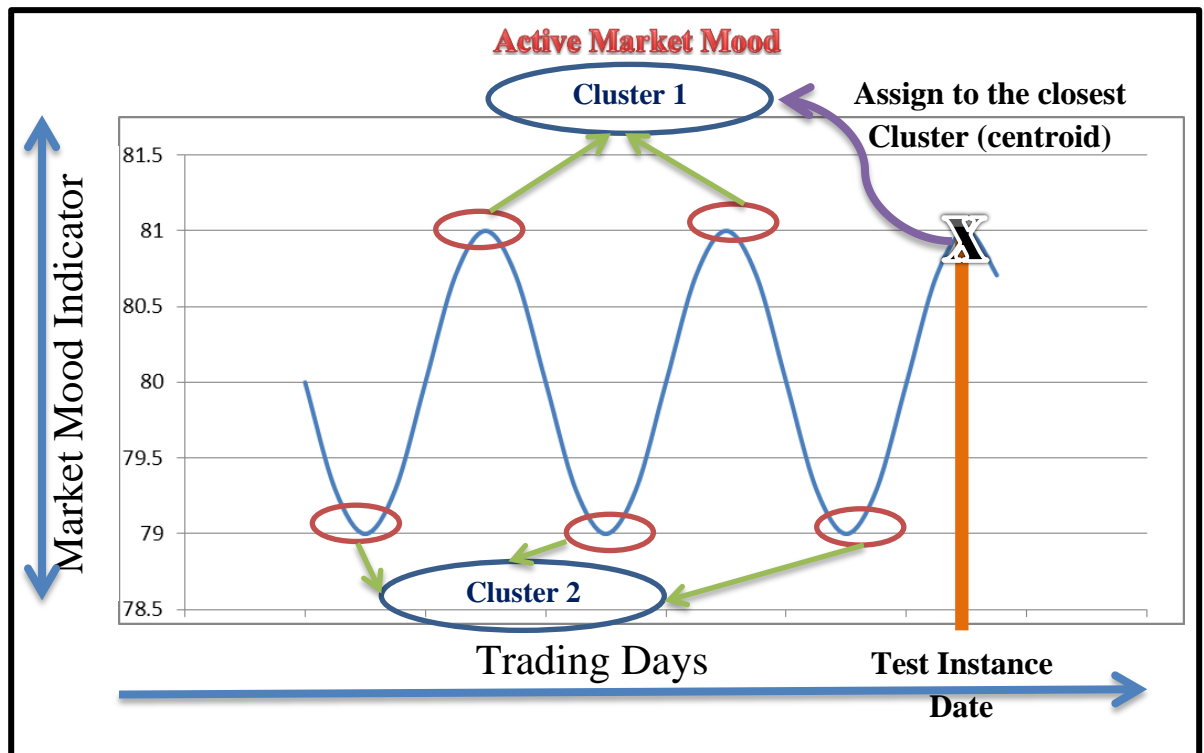 Active Market Mood
Cluster 1
Assign to the closest
Cluster (centroid)
Market Mood Indicator
81.5
81
80.5
80
79.5
79
78.5
X
Cluster 2
Trading Days
Test Instance
Date